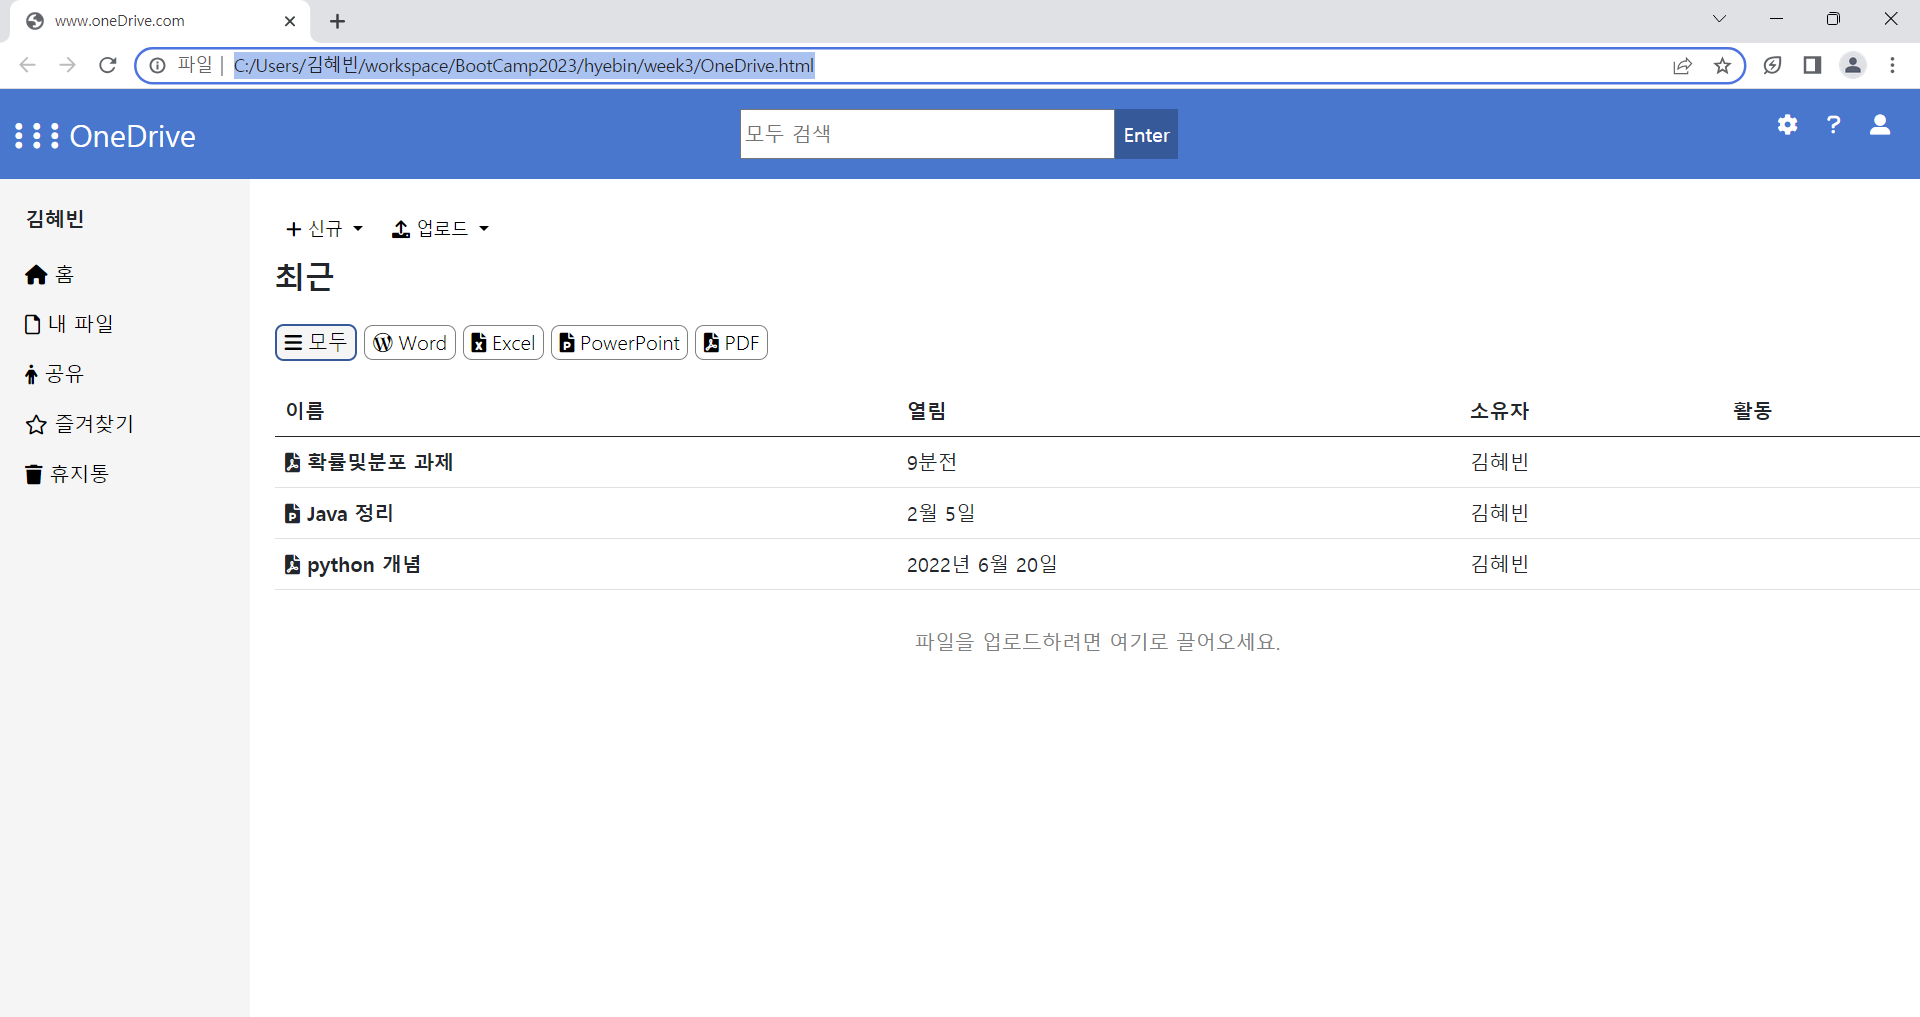 www.oneDrive.com
파일 | C:/Users/김혜빈/workspace/BootCamp2023/hyebin/week3/OneDrive.html
OneDrive 모두 검색 Enter ?
김혜빈
홈
내 파일
공유
즐겨찾기
휴지통
신규 업로드
최근
모두 Word Excel PowerPoint PDF
이름 열림 소유자 활동
확률및분포 과제 9분전 김혜빈
Java 정리 2월 5일 김혜빈
python 개념 2022년 6월 20일 김혜빈
파일을 업로드하려면 여기로 끌어오세요.